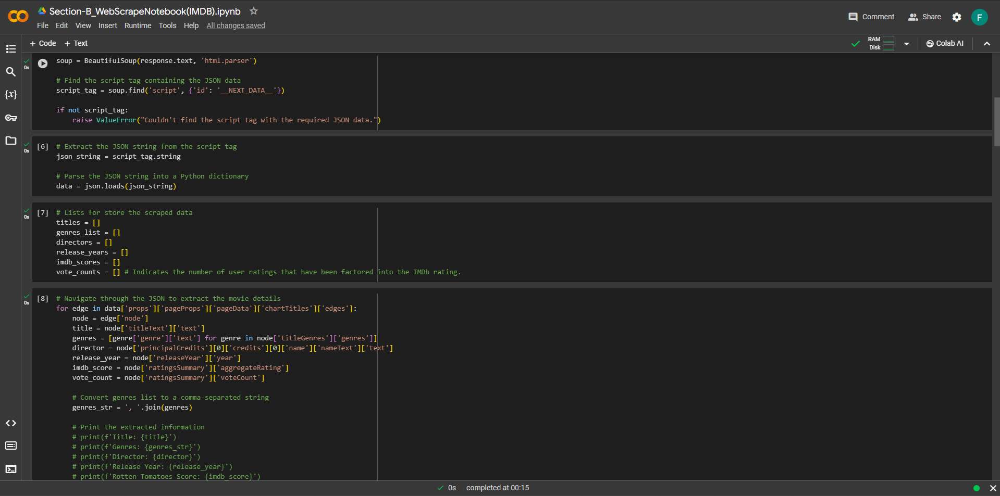 Section-B_WebScrapeNotebook(IMDB).ipynb
File Edit View Insert Runtime Tools Help All changes saved
Comment Share F
+ Code + Text
RAM
Disk
Colab AI
0s
soup = BeautifulSoup(response.text, 'html.parser')
# Find the script tag containing the JSON data
script_tag = soup.find('script', {'id': '__NEXT_DATA__'})
if not script_tag:
    raise ValueError("Couldn't find the script tag with the required JSON data.")
0s
[6] # Extract the JSON string from the script tag
json_string = script_tag.string
# Parse the JSON string into a Python dictionary
data = json.loads(json_string)
0s
[7] # Lists for store the scraped data
titles = []
genres_list = []
directors = []
release_years = []
imdb_scores = []
vote_counts = [] # Indicates the number of user ratings that have been factored into the IMDb rating.
0s
[8] # Navigate through the JSON to extract the movie details
for edge in data['props']['pageProps']['pageData']['chartTitles']['edges']:
    node = edge['node']
    title = node['titleText']['text']
    genres = [genre['genre']['text'] for genre in node['titleGenres']['genres']]
    director = node['principalCredits'][0]['credits'][0]['name']['nameText']['text']
    release_year = node['releaseYear']['year']
    imdb_score = node['ratingsSummary']['aggregateRating']
    vote_count = node['ratingsSummary']['voteCount']
    # Convert genres list to a comma-separated string
    genres_str = ', '.join(genres)
    # Print the extracted information
    # print(f'Title: {title}')
    # print(f'Genres: {genres_str}')
    # print(f'Director: {director}')
    # print(f'Release Year: {release_year}')
    # print(f'Rotten Tomatoes Score: {imdb_score}')
0s completed at 00:15